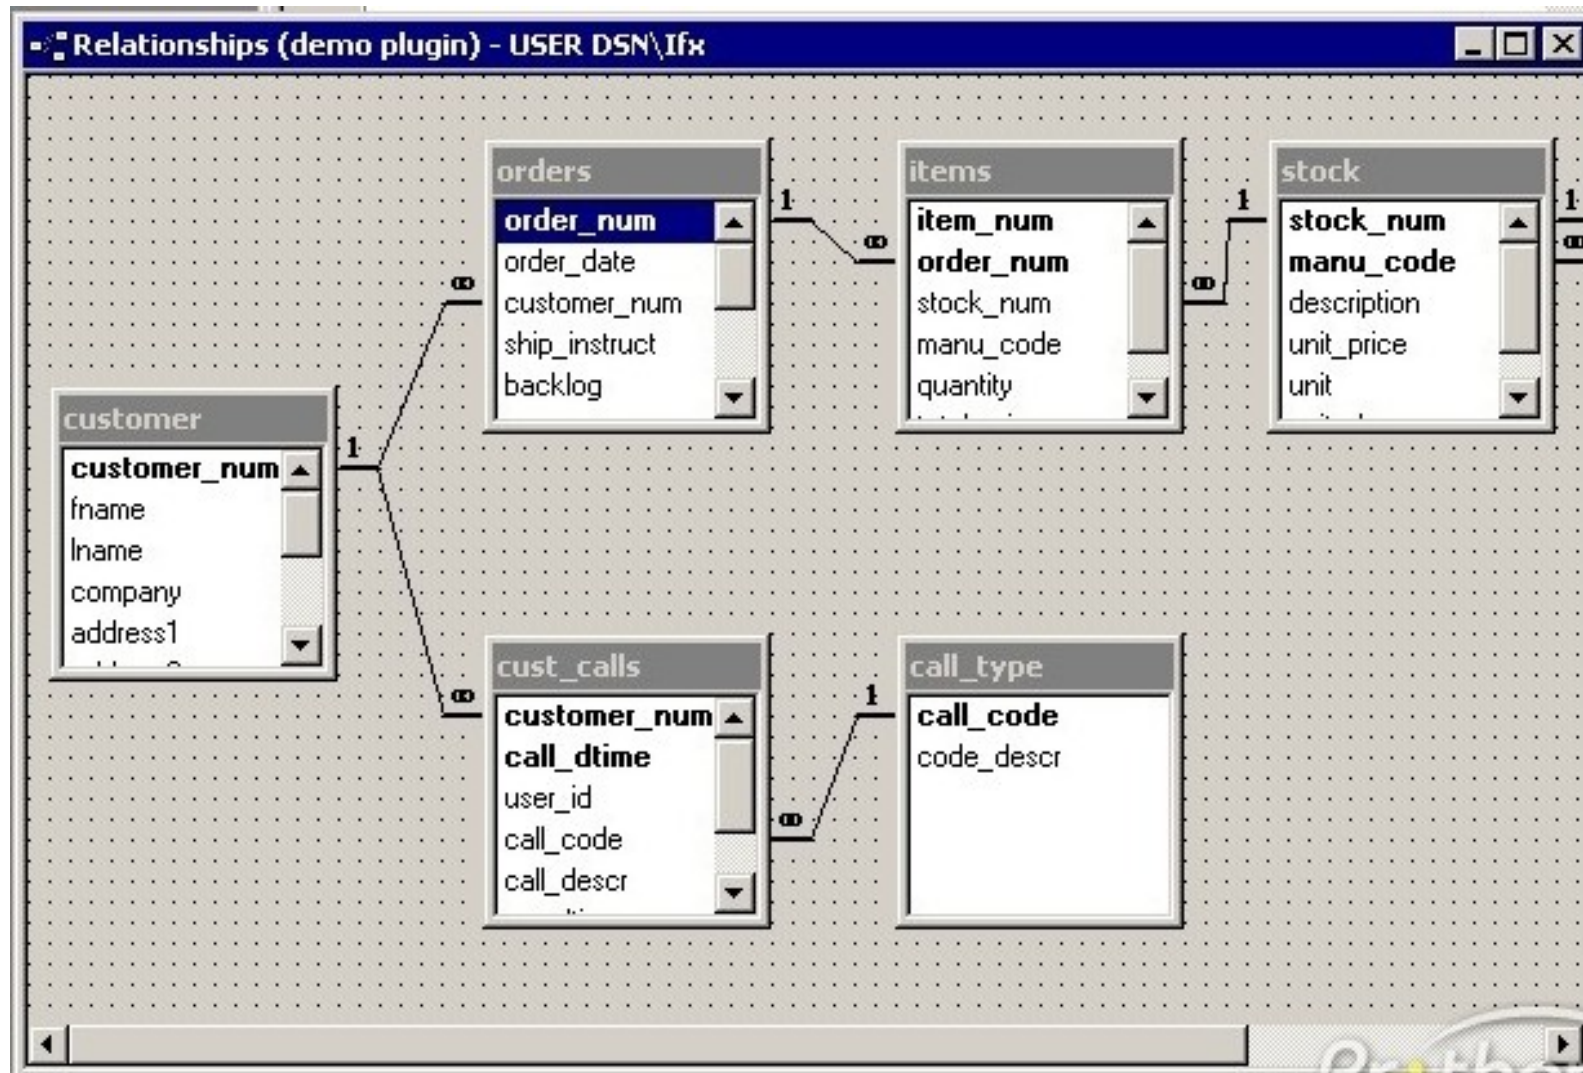 Relationships (demo plugin) - USER DSN\Ifx
orders
order_num
order_date
customer_num
ship_instruct
backlog
items
item_num
order_num
stock_num
manu_code
quantity
stock
stock_num
manu_code
description
unit_price
unit
1
∞
1
∞
1
∞
∞
1
customer
customer_num
fname
lname
company
address1
∞
cust_calls
customer_num
call_dtime
user_id
call_code
call_descr
∞
1
call_type
call_code
code_descr